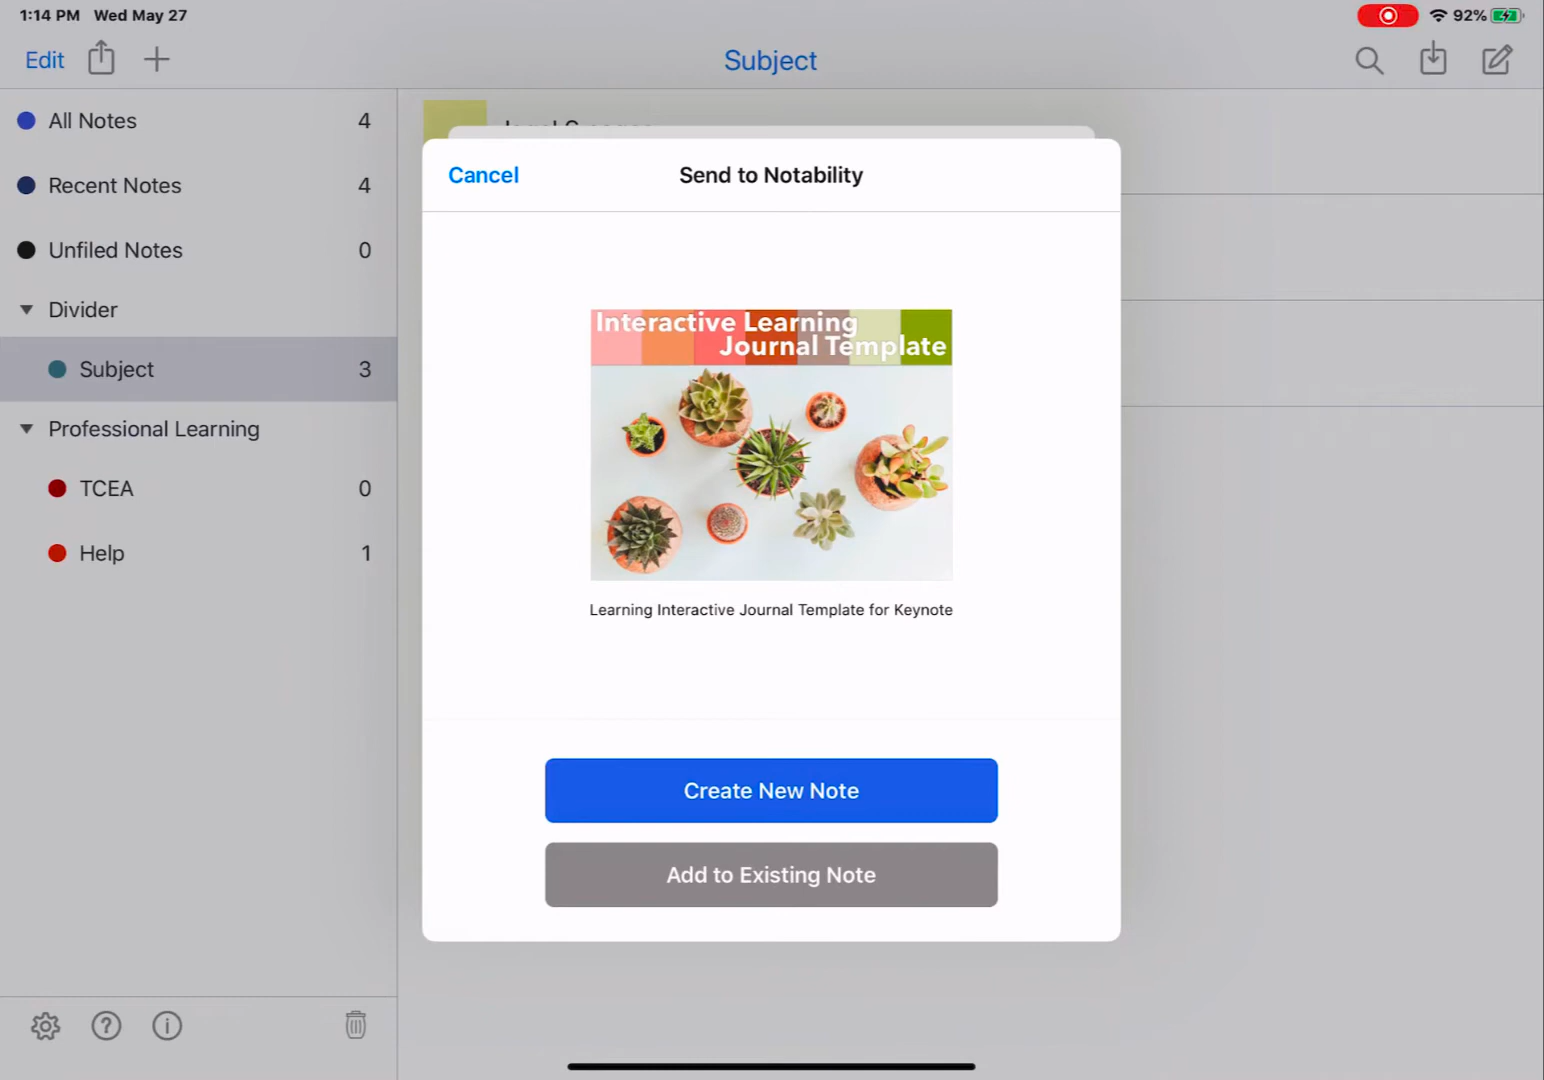 1:14 PM Wed May 27
92%
Edit
Subject
All Notes 4
Recent Notes 4
Unfiled Notes 0
Divider
Subject 3
Professional Learning
TCEA 0
Help 1
Cancel
Send to Notability
Interactive Learning
Journal Template
Learning Interactive Journal Template for Keynote
Create New Note
Add to Existing Note